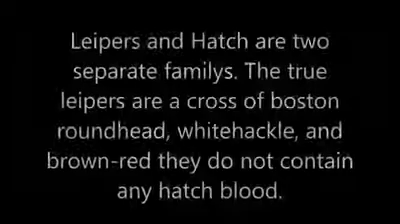 Leipers and Hatch are two
separate familys. The true
leipers are a cross of boston
roundhead, whitehackle, and
brown-red they do not contain
any hatch blood.